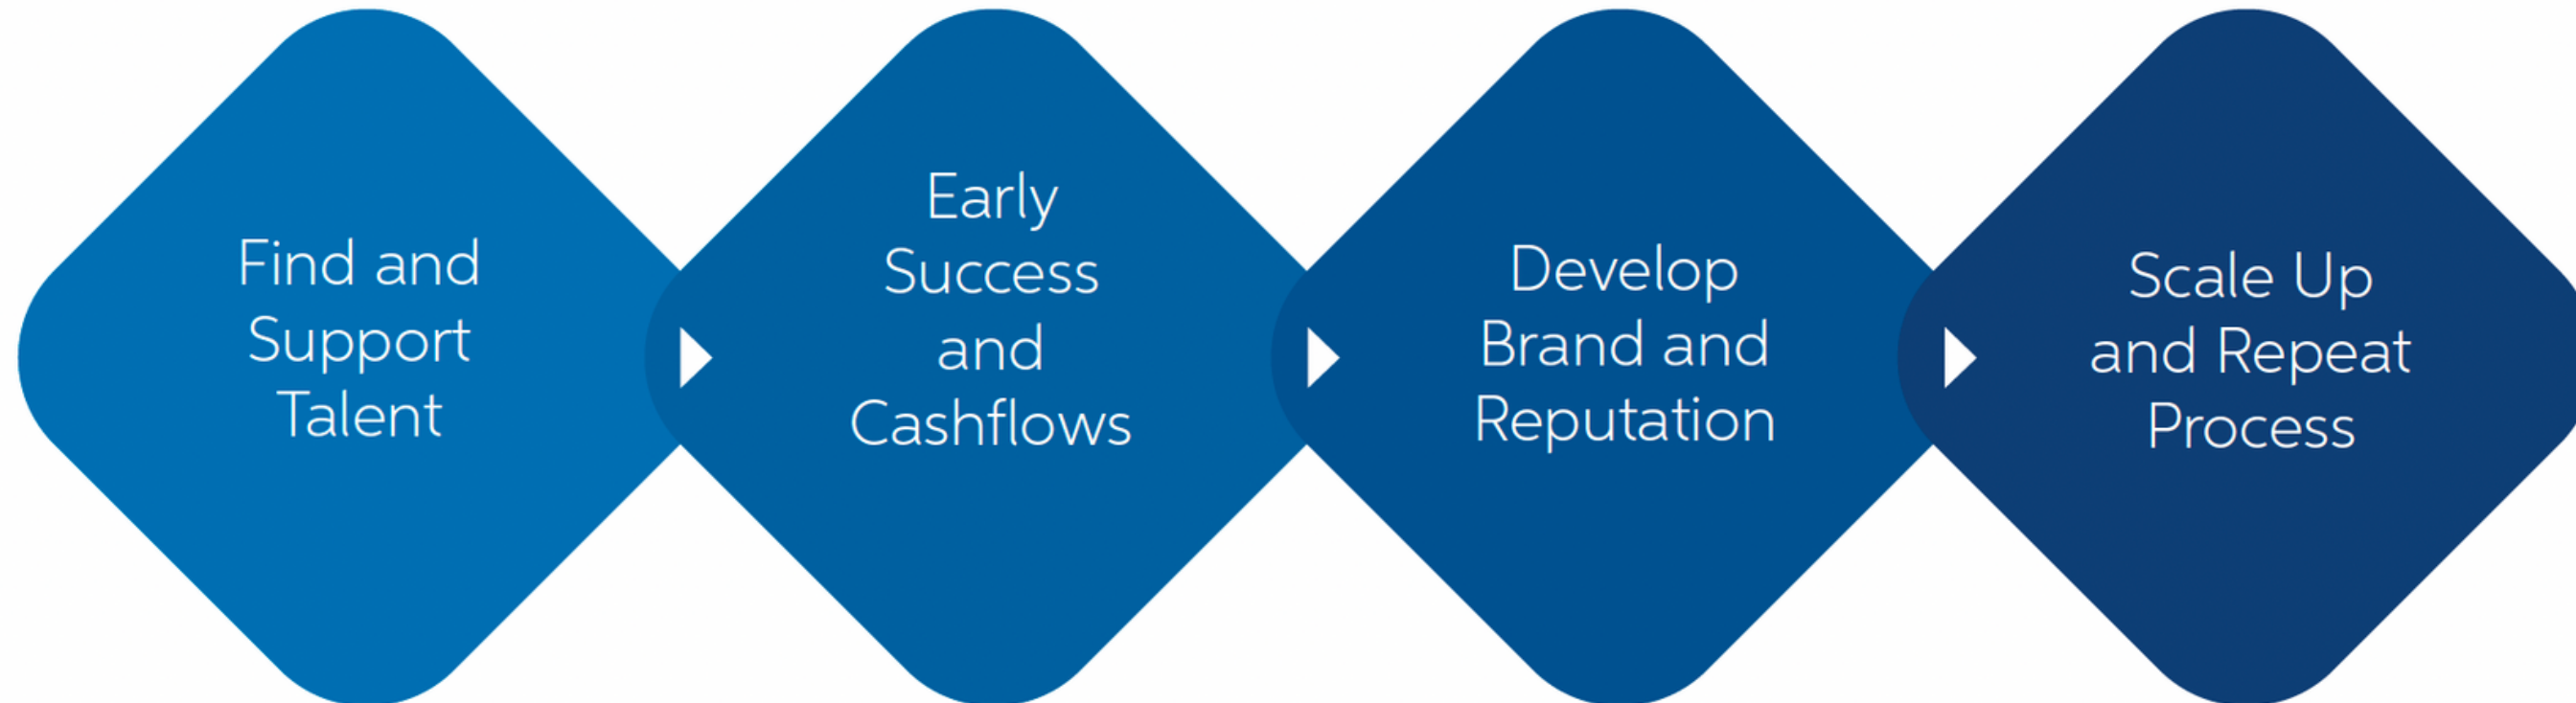 Find and
Support
Talent
Early
Success
and
Cashflows
Develop
Brand and
Reputation
Scale Up
and Repeat
Process